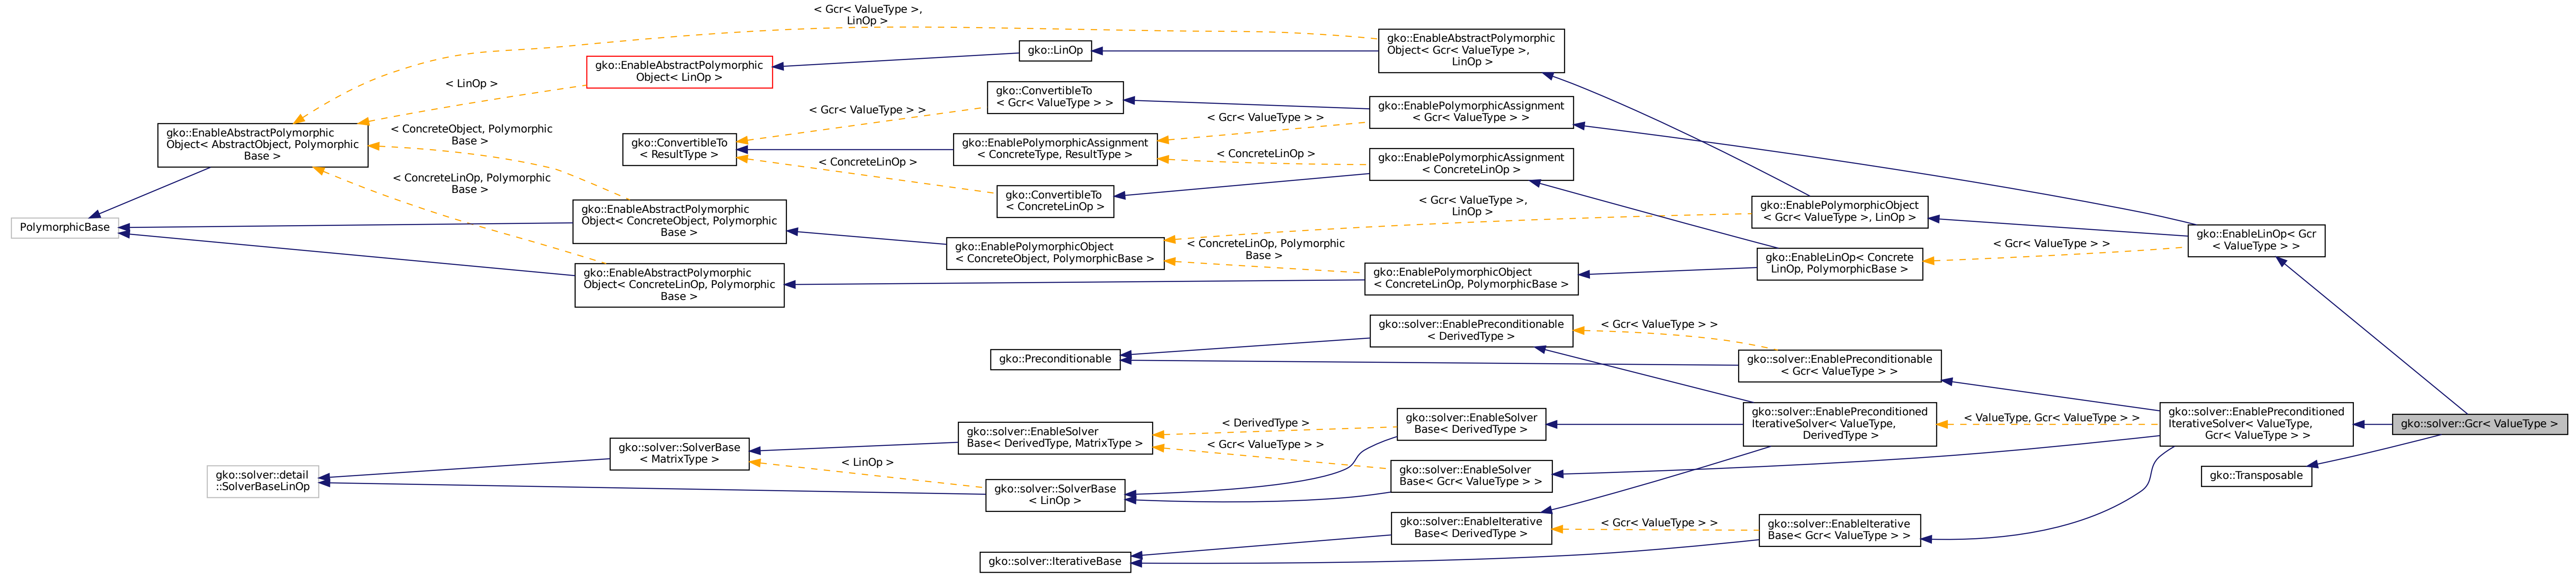 < Gcr< ValueType >,
LinOp >
gko::EnableAbstractPolymorphic
Object< Gcr< ValueType >,
LinOp >
gko::LinOp
gko::EnableAbstractPolymorphic
Object< LinOp >
< LinOp >
gko::ConvertibleTo
< Gcr< ValueType > >
< Gcr< ValueType > >
gko::EnablePolymorphicAssignment
< Gcr< ValueType > >
< Gcr< ValueType > >
gko::EnableAbstractPolymorphic
Object< AbstractObject, Polymorphic
Base >
< ConcreteObject, Polymorphic
Base >
gko::ConvertibleTo
< ResultType >
gko::EnablePolymorphicAssignment
< ConcreteType, ResultType >
< ConcreteLinOp >
< ConcreteLinOp >
gko::EnablePolymorphicAssignment
< ConcreteLinOp >
< ConcreteLinOp, Polymorphic
Base >
gko::ConvertibleTo
< ConcreteLinOp >
PolymorphicBase
gko::EnableAbstractPolymorphic
Object< ConcreteObject, Polymorphic
Base >
< Gcr< ValueType >,
LinOp >
gko::EnablePolymorphicObject
< Gcr< ValueType >, LinOp >
gko::EnablePolymorphicObject
< ConcreteObject, PolymorphicBase >
< ConcreteLinOp, Polymorphic
Base >
gko::EnableLinOp< Gcr
< ValueType > >
< Gcr< ValueType > >
gko::EnableLinOp< Concrete
LinOp, PolymorphicBase >
gko::EnableAbstractPolymorphic
Object< ConcreteLinOp, Polymorphic
Base >
gko::EnablePolymorphicObject
< ConcreteLinOp, PolymorphicBase >
gko::solver::EnablePreconditionable
< DerivedType >
< Gcr< ValueType > >
gko::Preconditionable
gko::solver::EnablePreconditionable
< Gcr< ValueType > >
gko::solver::EnableSolver
Base< DerivedType >
< DerivedType >
gko::solver::EnablePreconditioned
IterativeSolver< ValueType,
DerivedType >
< ValueType, Gcr< ValueType > >
gko::solver::EnablePreconditioned
IterativeSolver< ValueType,
Gcr< ValueType > >
gko::solver::Gcr< ValueType >
gko::solver::EnableSolver
Base< DerivedType, MatrixType >
< Gcr< ValueType > >
gko::solver::SolverBase
< MatrixType >
< LinOp >
gko::solver::detail
::SolverBaseLinOp
gko::solver::SolverBase
< LinOp >
gko::solver::EnableSolver
Base< Gcr< ValueType > >
gko::Transposable
gko::solver::EnableIterative
Base< DerivedType >
< Gcr< ValueType > >
gko::solver::EnableIterative
Base< Gcr< ValueType > >
gko::solver::IterativeBase